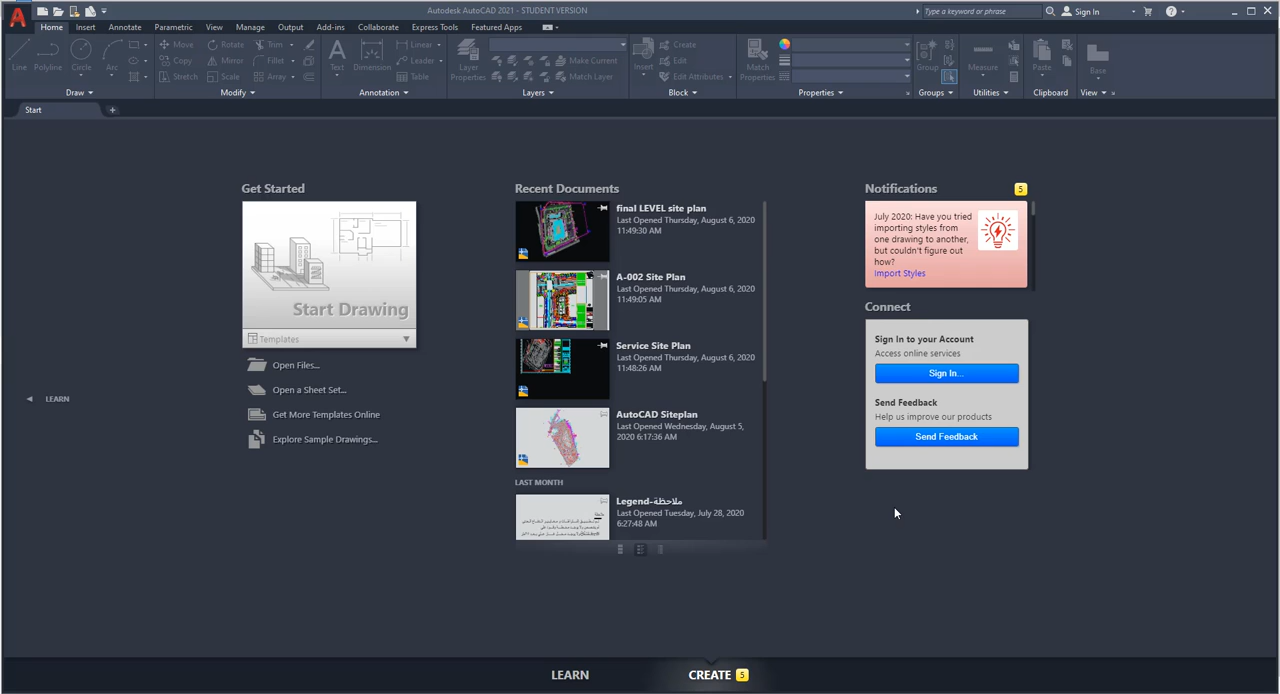 Autodesk AutoCAD 2021 - STUDENT VERSION
Type a keyword or phrase
Sign In
Home Insert Annotate Parametric View Manage Output Add-ins Collaborate Express Tools Featured Apps
Line Polyline Circle Arc
Move Rotate Trim
Copy Mirror Fillet
Stretch Scale Array
Text Dimension
Linear
Leader
Table
Layer Properties
Make Current
Match Layer
Insert
Create
Edit
Edit Attributes
Match Properties
Group
Measure
Paste
Base
Draw Modify Annotation Layers Block Properties Groups Utilities Clipboard View
Start
Get Started
Start Drawing
Templates
Open Files...
Open a Sheet Set...
Get More Templates Online
Explore Sample Drawings...
LEARN
Recent Documents
final LEVEL site plan
Last Opened Thursday, August 6, 2020
11:49:30 AM
A-002 Site Plan
Last Opened Thursday, August 6, 2020
11:49:05 AM
Service Site Plan
Last Opened Thursday, August 6, 2020
11:48:26 AM
AutoCAD Siteplan
Last Opened Wednesday, August 5,
2020 6:17:36 AM
LAST MONTH
Legend-ملاحظة
Last Opened Tuesday, July 28, 2020
6:27:48 AM
Notifications 5
July 2020: Have you tried
importing styles from
one drawing to another,
but couldn't figure out
how?
Import Styles
Connect
Sign In to your Account
Access online services
Sign In...
Send Feedback
Help us improve our products
Send Feedback
LEARN CREATE 5